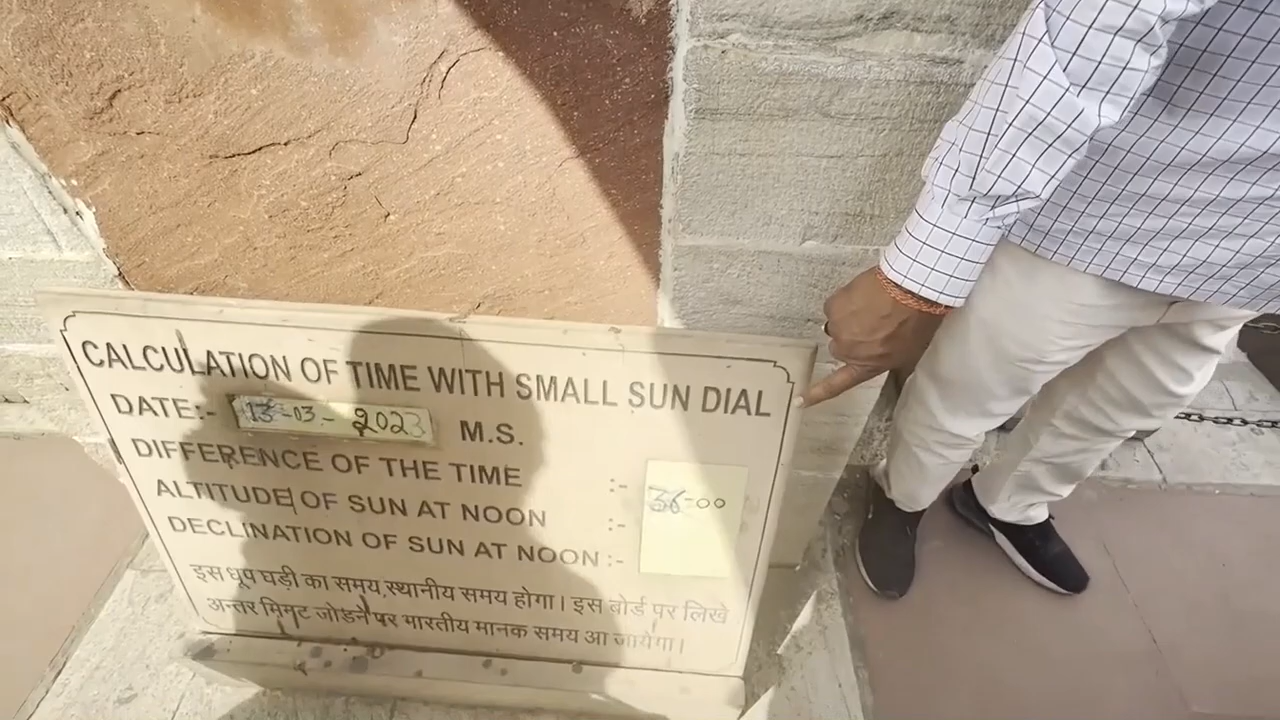 CALCULATION OF TIME WITH SMALL SUN DIAL
DATE:- 13-03-2023 M.S.
DIFFERENCE OF THE TIME :- 36-00
ALTITUDE OF SUN AT NOON :-
DECLINATION OF SUN AT NOON :-
इस धूप घड़ी का समय स्थानीय समय होगा। इस बोर्ड पर लिखे
अन्तर मिनट जोडने पर भारतीय मानक समय आ जायेगा।